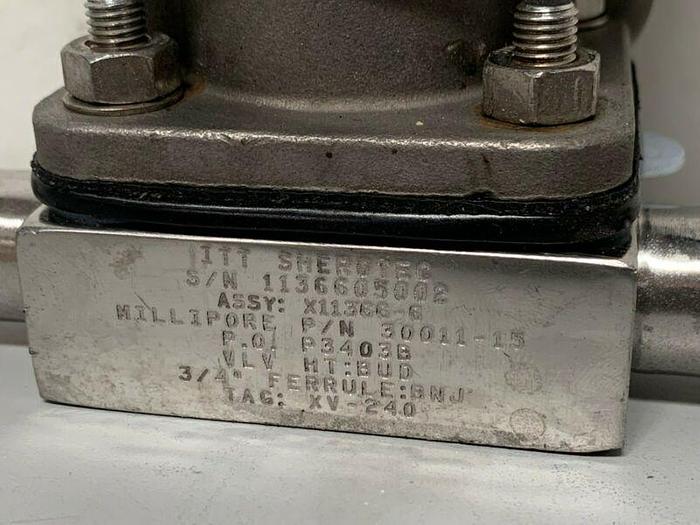 ITT SHEROTEC
S/N 1136605002
ASSY: X11366-6
MILLIPORE P/N 30011-15
P.O. P3403B
VLV HT:BUD
3/4" FERRULE:BNJ
TAG: XV-240